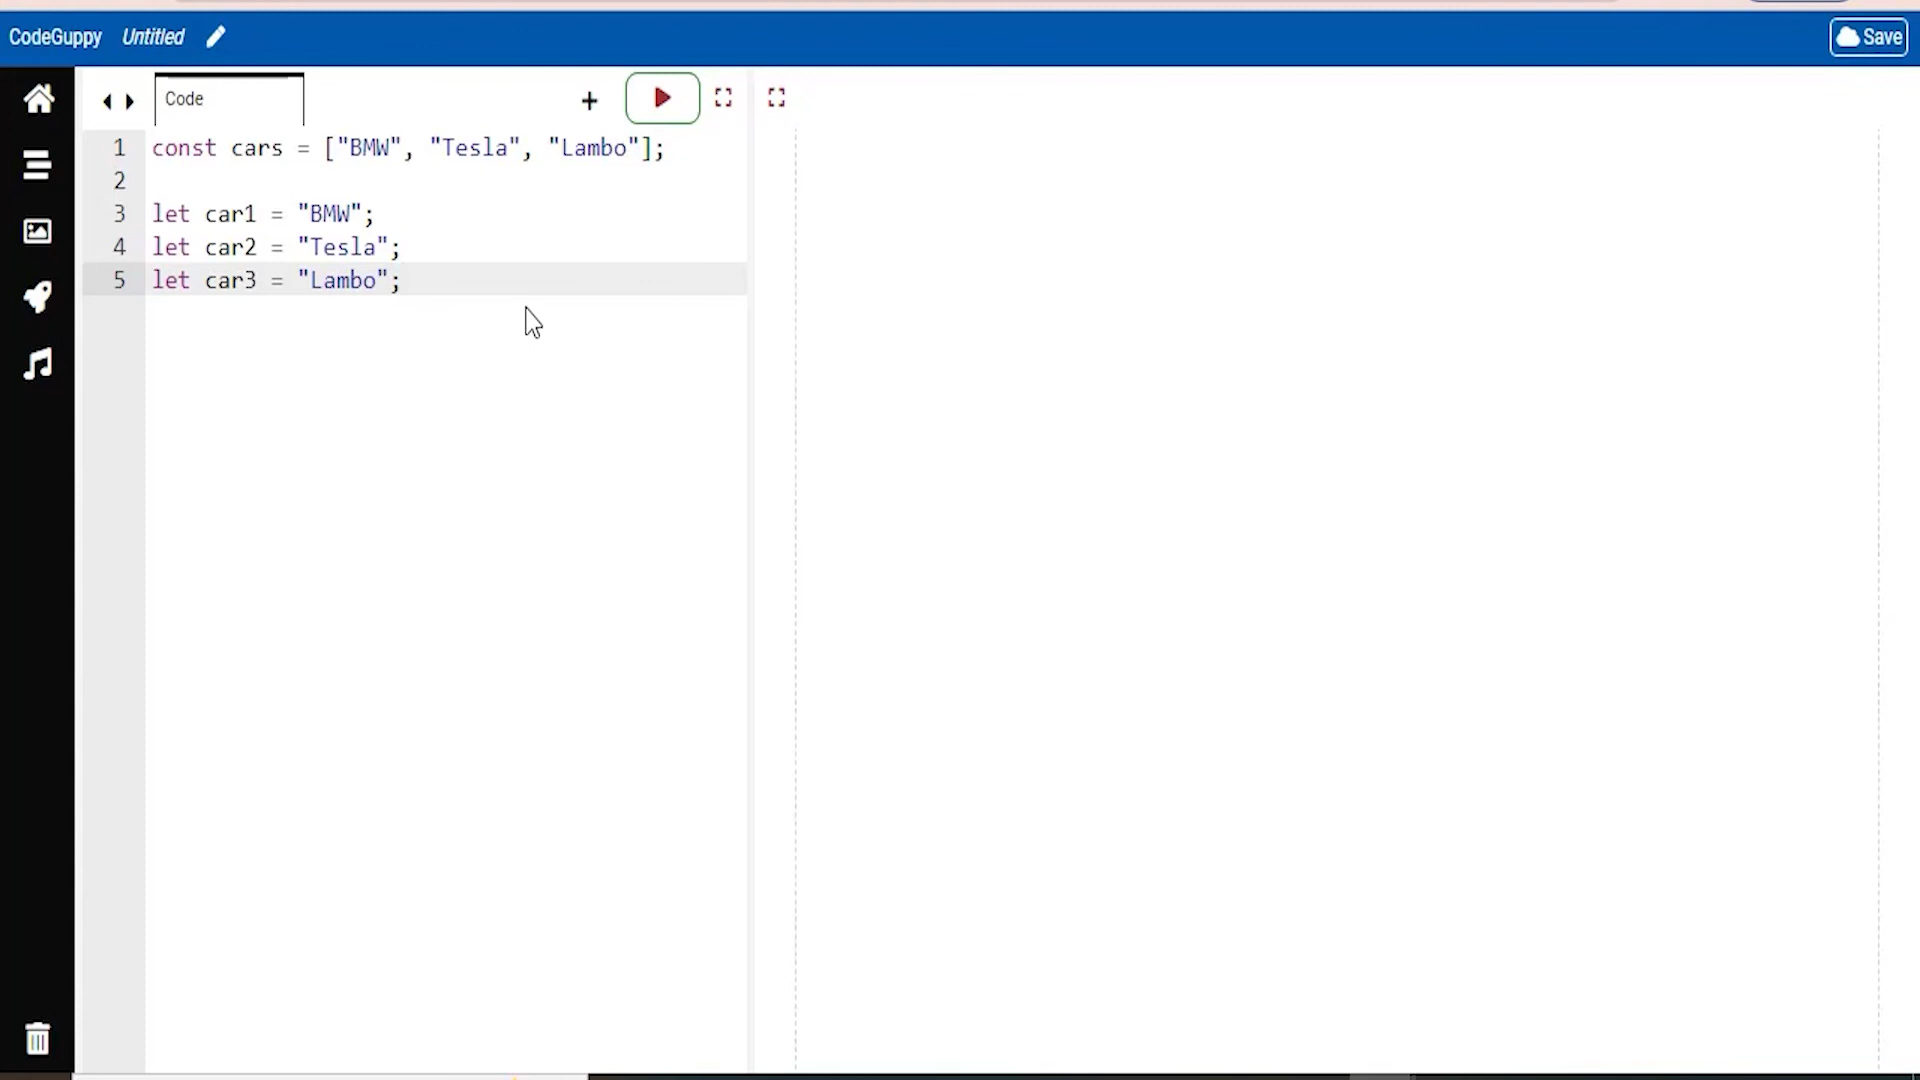 CodeGuppy Untitled Save
Code
1 const cars = ["BMW", "Tesla", "Lambo"];
2
3 let car1 = "BMW";
4 let car2 = "Tesla";
5 let car3 = "Lambo";